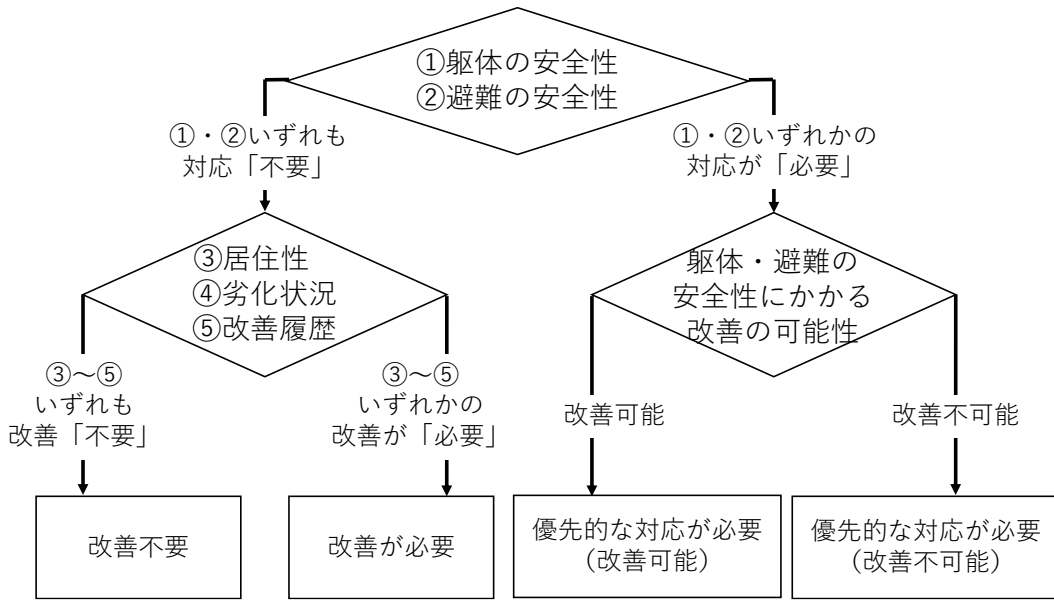 ①躯体の安全性
②避難の安全性
①・②いずれも
対応「不要」
①・②いずれかの
対応が「必要」
③居住性
④劣化状況
⑤改善履歴
躯体・避難の
安全性にかかる
改善の可能性
③~⑤
いずれも
改善「不要」
③~⑤
いずれかの
改善が「必要」
改善可能
改善不可能
改善不要
改善が必要
優先的な対応が必要
(改善可能)
優先的な対応が必要
(改善不可能)